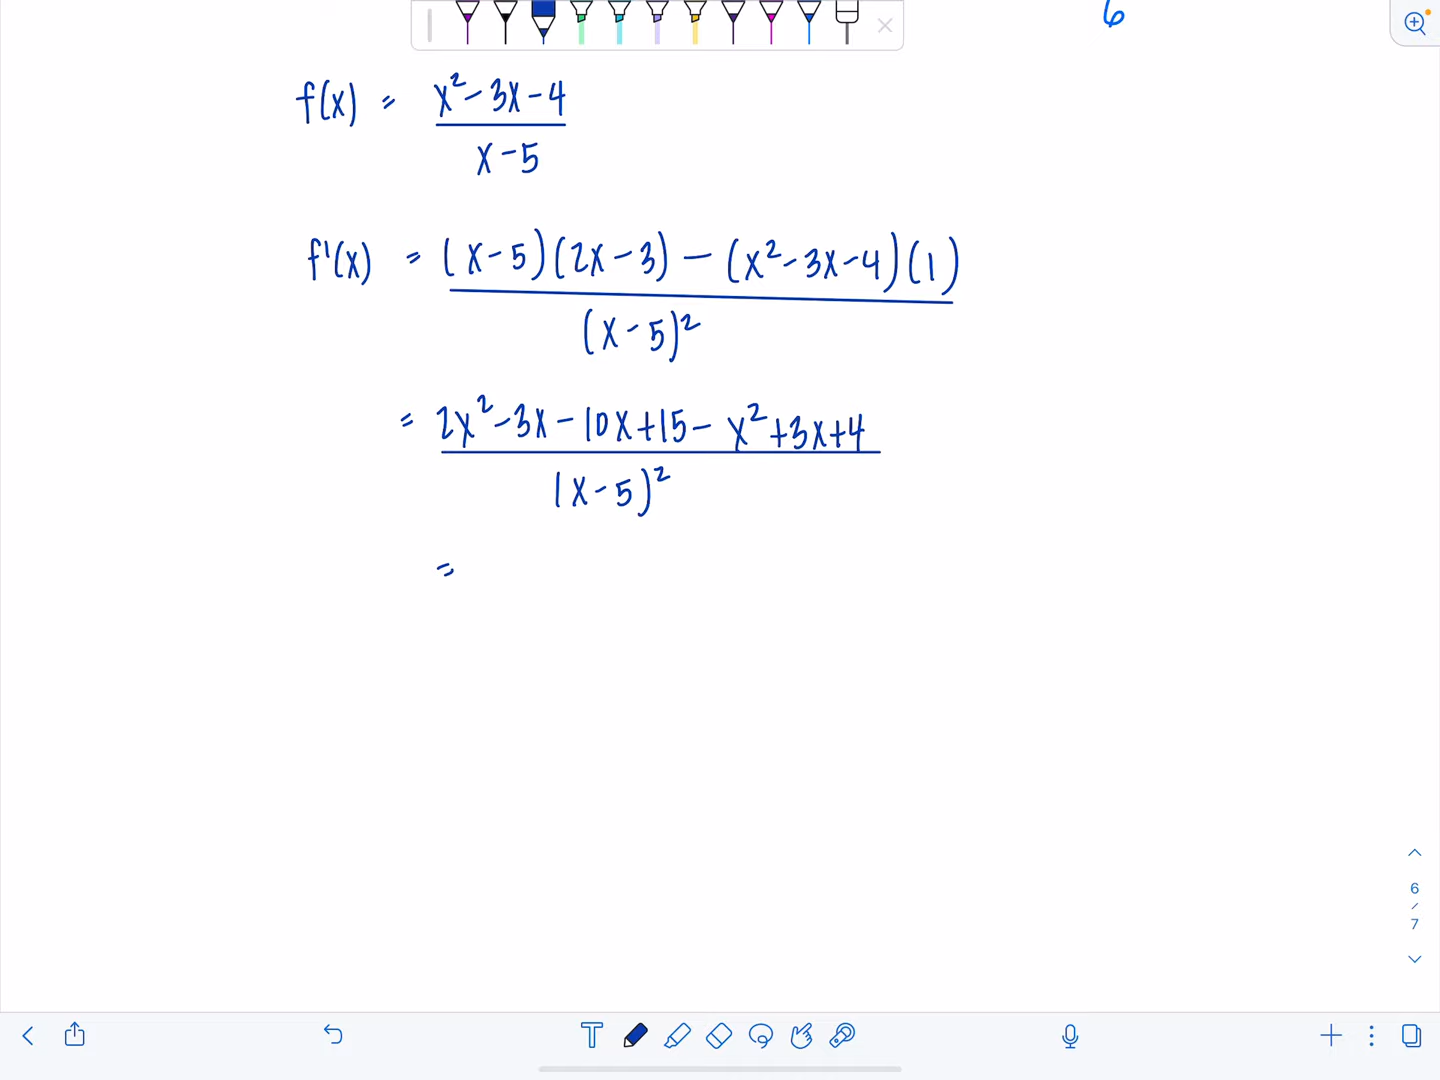 6
f(x) = x² - 3x - 4
x - 5
f'(x) = (x - 5)(2x - 3) - (x² - 3x - 4)(1)
(x - 5)²
= 2x² - 3x - 10x + 15 - x² + 3x + 4
(x - 5)²
=
6
/
7
T